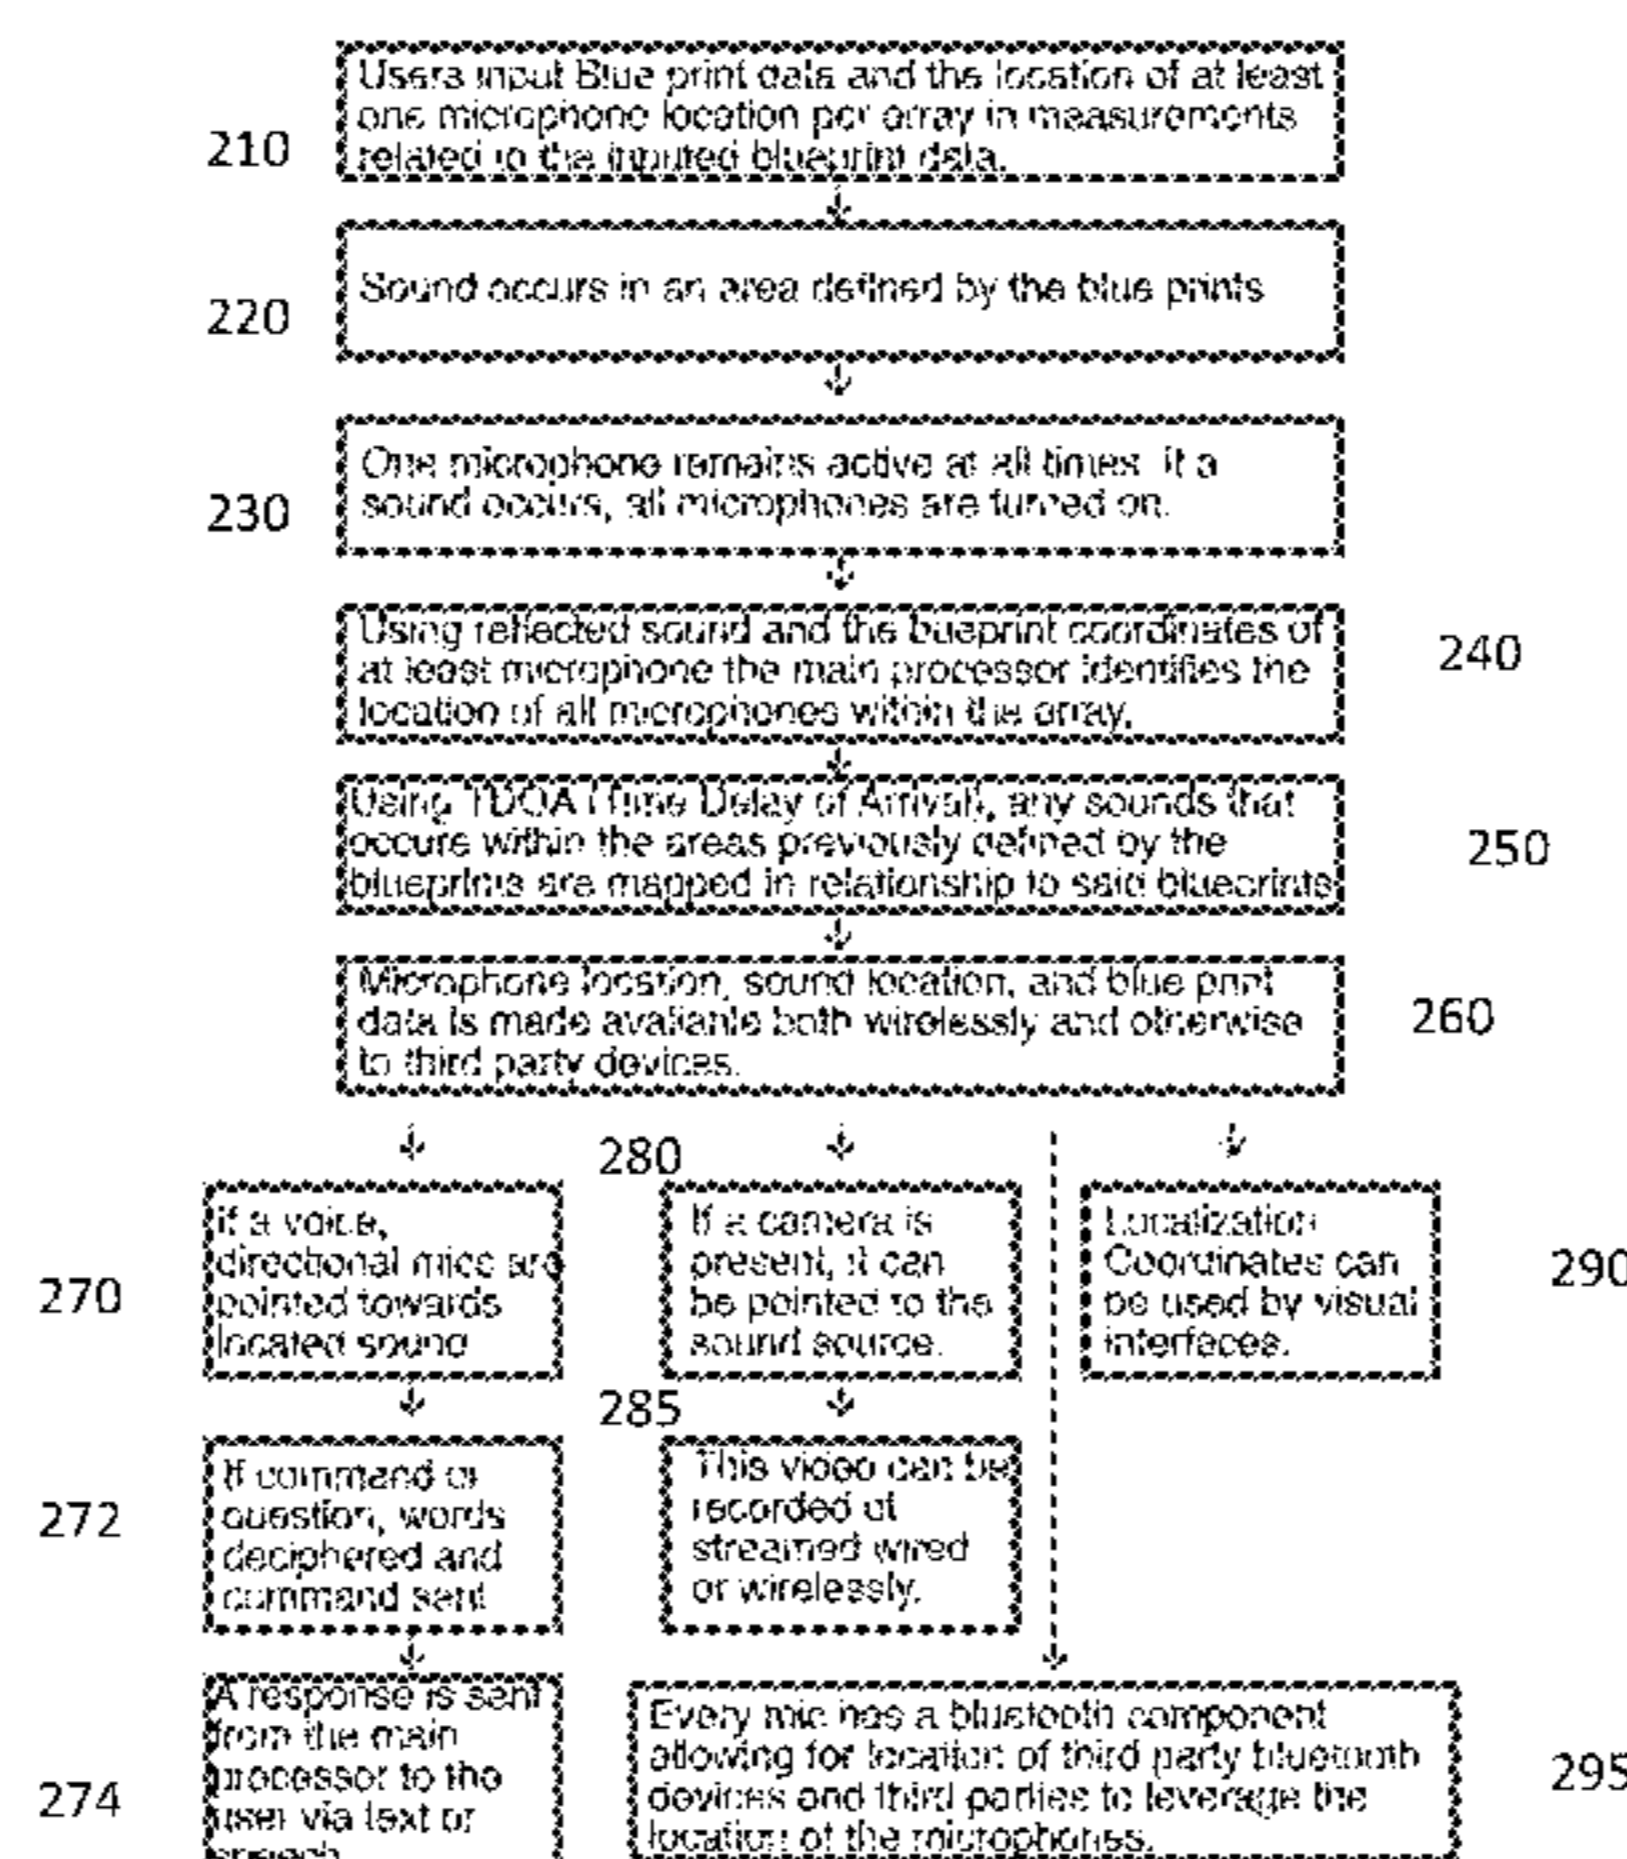 210
Users input Blue print data and the location of at least
one microphone location per array in measurements
related to the inputed blueprint data.
220
Sound occurs in an area defined by the blue prints
230
One microphone remains active at all times. If a
sound occurs, all microphones are turned on.
Using reflected sound and the bueprint coordinates of
at least microphone the main processor identifies the
location of all microphones within the array.
240
Using TDOA (Time Delay of Arrival), any sounds that
occure within the areas previously defined by the
blueprints are mapped in relationship to said blueprints
250
Microphone location, sound location, and blue print
data is made available both wirelessly and otherwise
to third party devices.
260
270
if a voice,
directional mics are
pointed towards
located sound
280
If a camera is
present, it can
be pointed to the
sound source.
Localization
Coordinates can
be used by visual
interfaces.
290
272
If command or
question, words
deciphered and
command sent
285
This video can be
recorded of
streamed wired
or wirelessly.
274
A response is sent
from the main
processor to the
user via text or
speech
Every mic has a bluetooth component
allowing for location of third party bluetooth
devices and third parties to leverage the
location of the microphones.
295